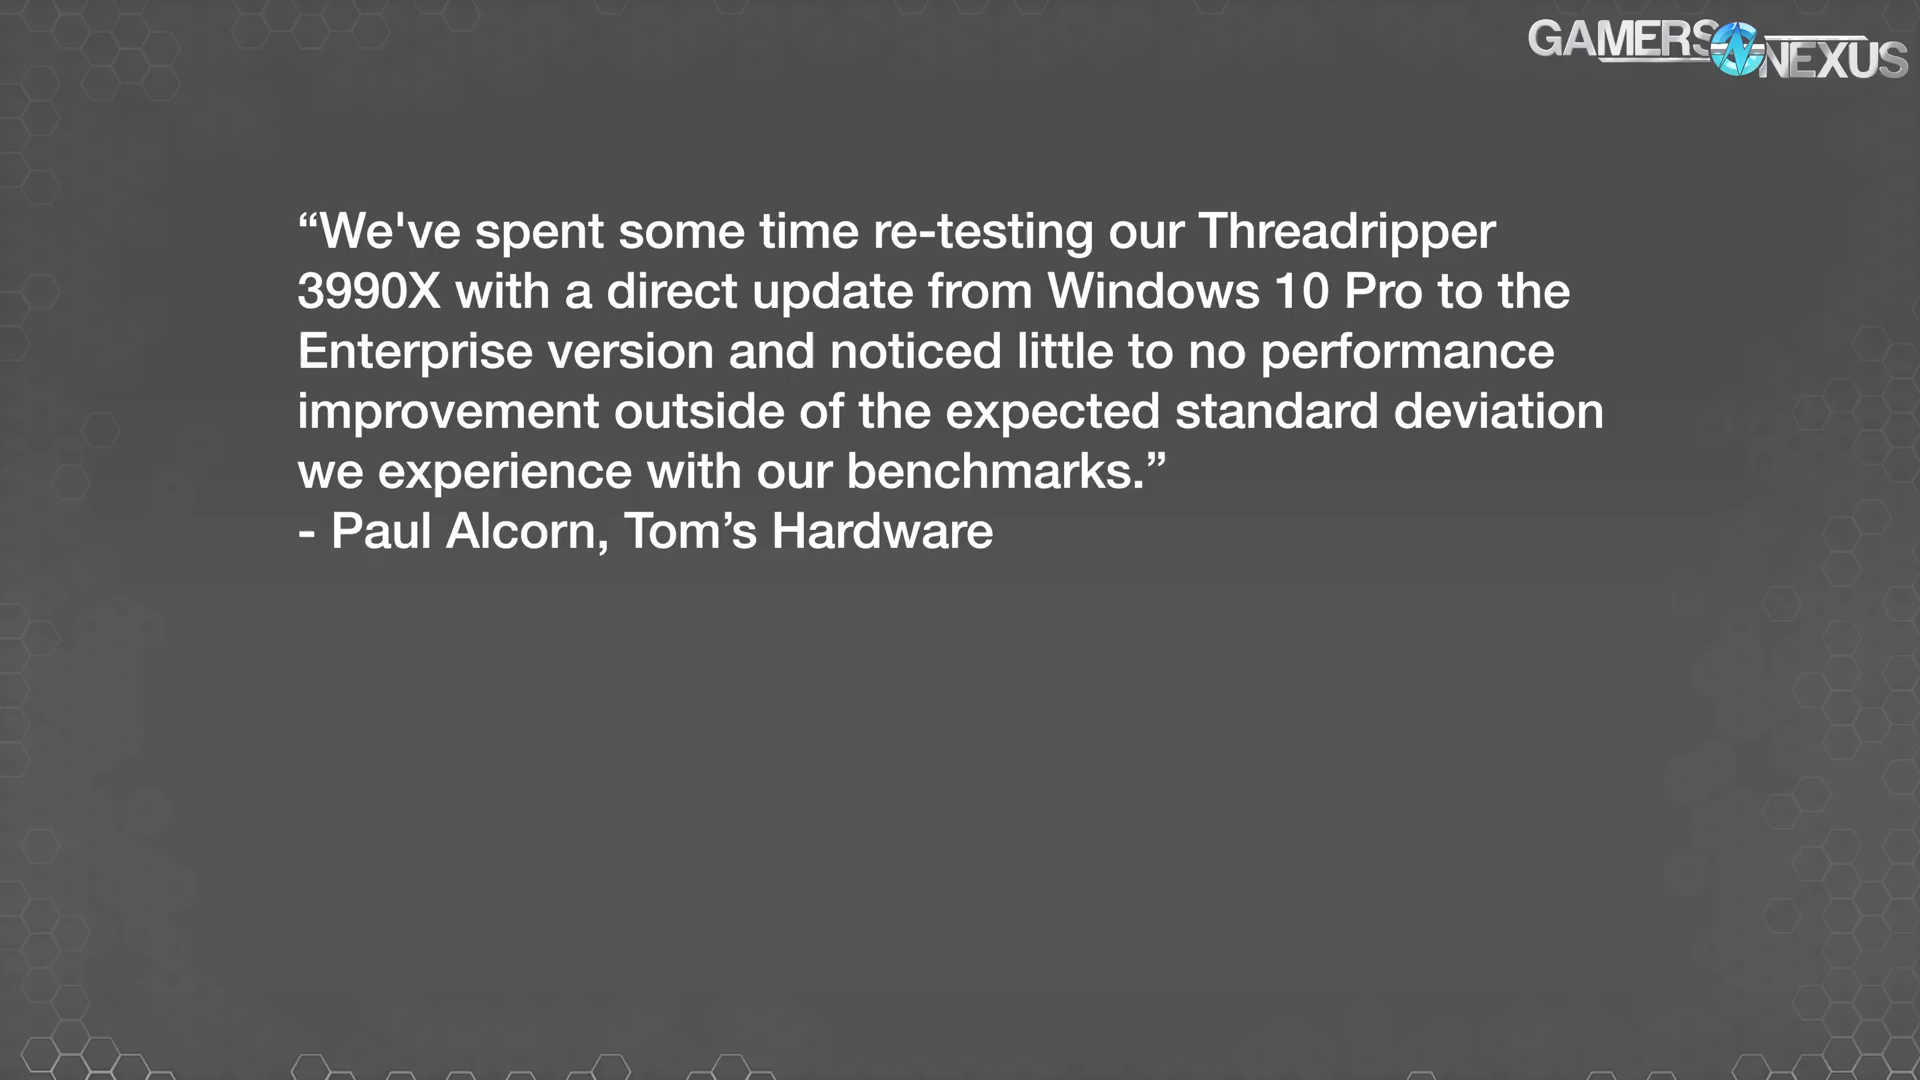 GAMERS NEXUS
“We've spent some time re-testing our Threadripper
3990X with a direct update from Windows 10 Pro to the
Enterprise version and noticed little to no performance
improvement outside of the expected standard deviation
we experience with our benchmarks.”
- Paul Alcorn, Tom’s Hardware